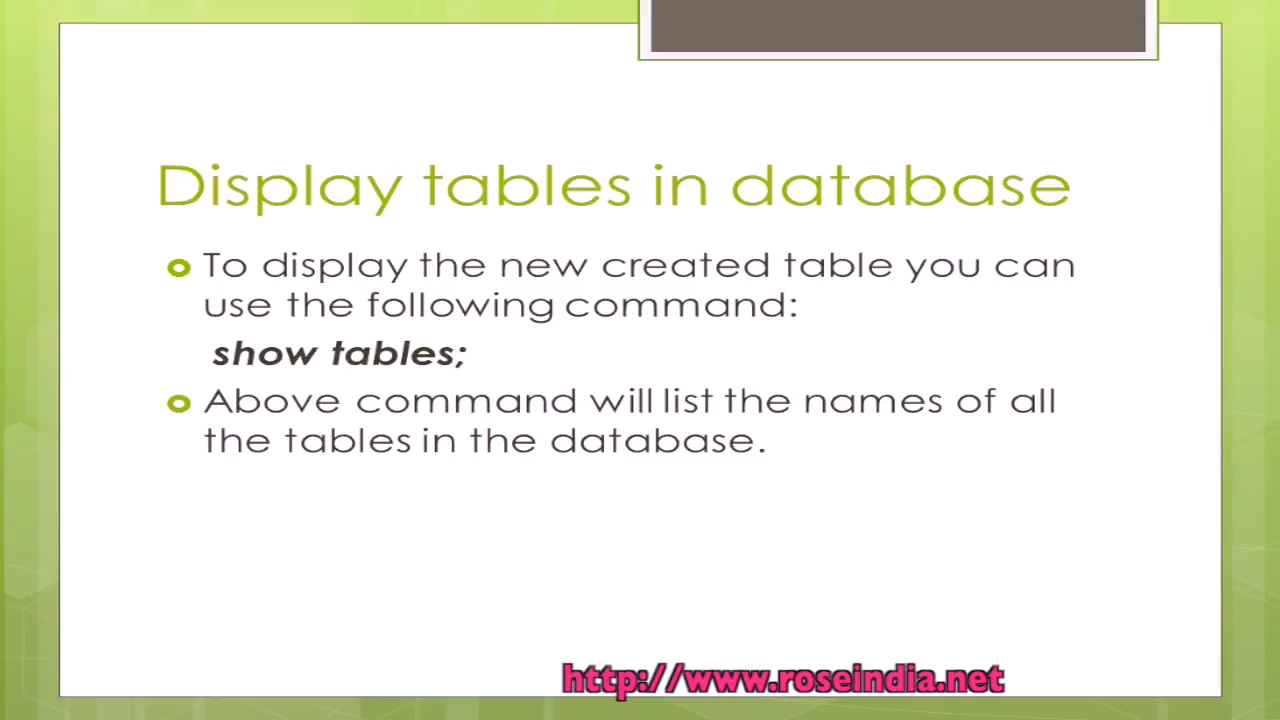 Display tables in database
To display the new created table you can
use the following command:
show tables;
Above command will list the names of all
the tables in the database.
http://www.roseindia.net